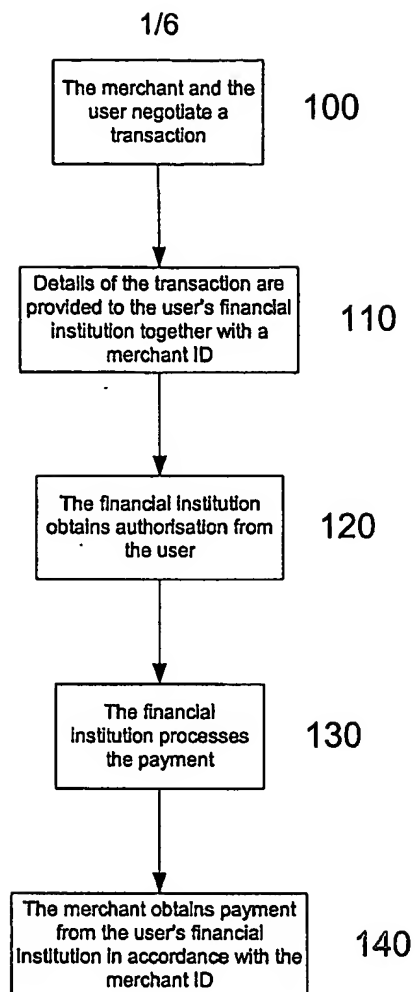 1/6
The merchant and the
user negotiate a
transaction
100
Details of the transaction are
provided to the user's financial
institution together with a
merchant ID
110
The financial institution
obtains authorisation from
the user
120
The financial
institution processes
the payment
130
The merchant obtains payment
from the user's financial
institution in accordance with the
merchant ID
140